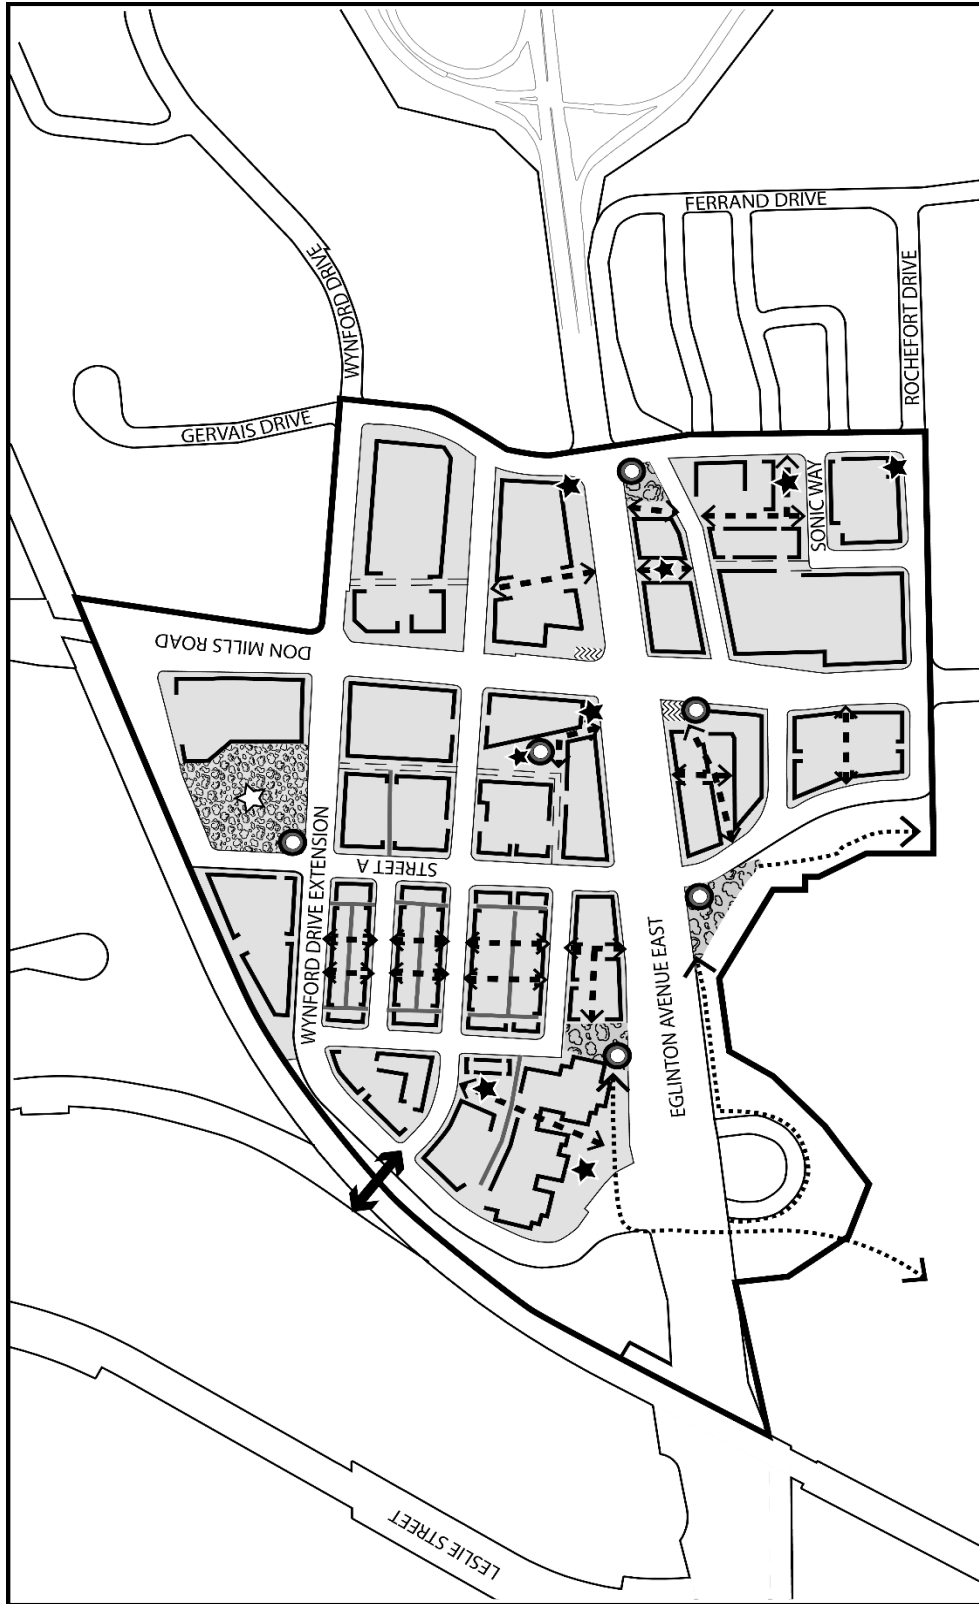 FERRAND DRIVE
WYNFORD DRIVE
ROCHEFORT DRIVE
GERVAIS DRIVE
SONIC WAY
DON MILLS ROAD
WYNFORD DRIVE EXTENSION
STREET A
EGLINTON AVENUE EAST
LESLIE STREET